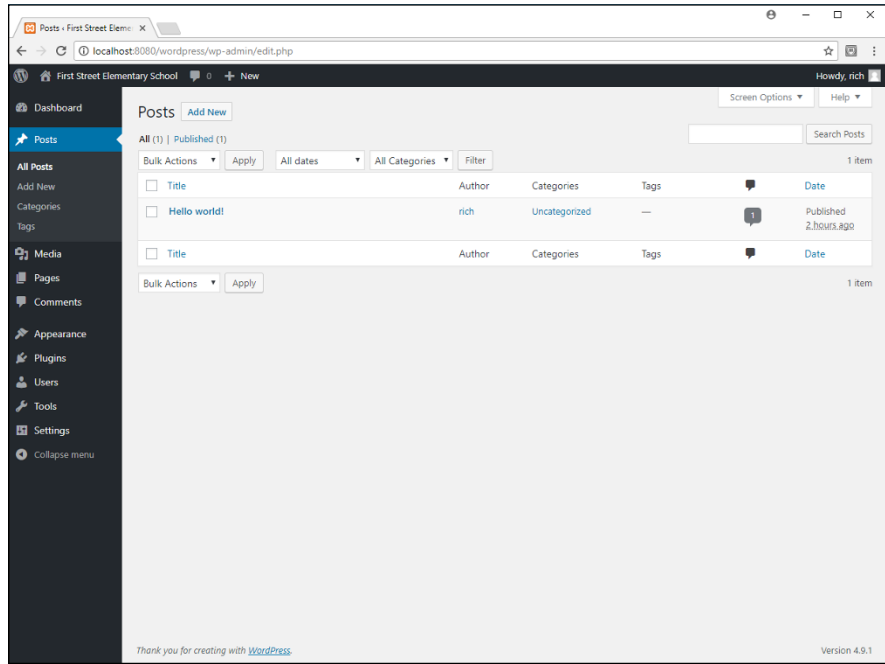 Posts ‹ First Street Eleme
localhost:8080/wordpress/wp-admin/edit.php
First Street Elementary School 0 + New Howdy, rich
Screen Options ▼ Help ▼
Dashboard
Posts
All Posts
Add New
Categories
Tags
Media
Pages
Comments
Appearance
Plugins
Users
Tools
Settings
Collapse menu
Posts Add New
All (1) | Published (1)
Search Posts
Bulk Actions ▼ Apply All dates ▼ All Categories ▼ Filter 1 item
Title Author Categories Tags Date
Hello world! rich Uncategorized — 1 Published
2 hours ago
Title Author Categories Tags Date
Bulk Actions ▼ Apply 1 item
Thank you for creating with WordPress. Version 4.9.1